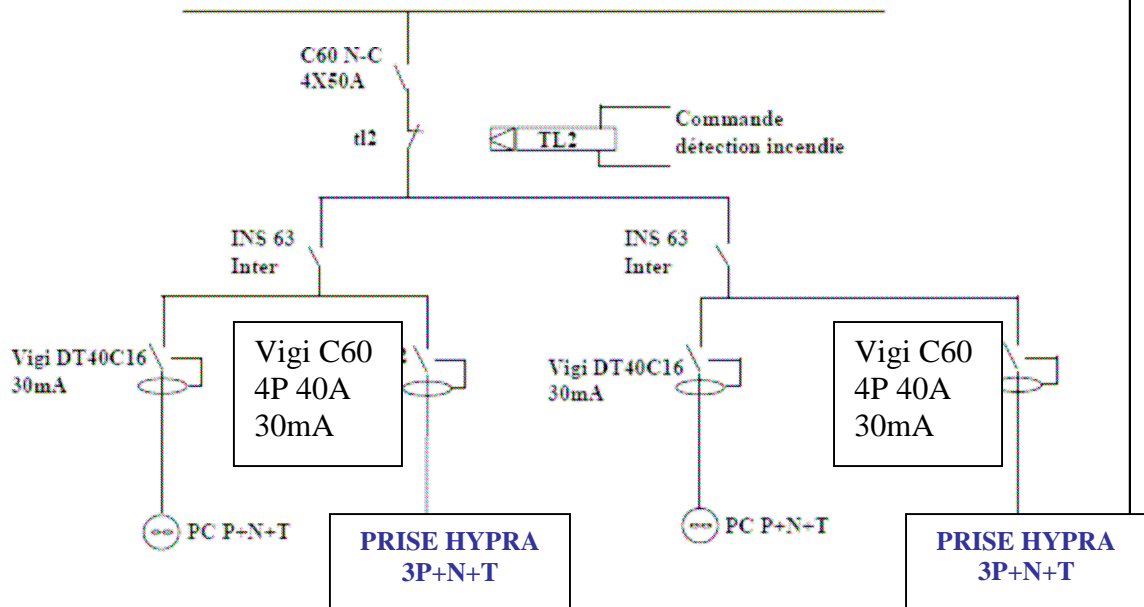 C60 N-C
4X50A
tl2
TL2
Commande
détection incendie
INS 63
Inter
INS 63
Inter
Vigi DT40C16
30mA
Vigi C60
4P 40A
30mA
Vigi DT40C16
30mA
Vigi C60
4P 40A
30mA
PC P+N+T
PRISE HYPRA
3P+N+T
PC P+N+T
PRISE HYPRA
3P+N+T